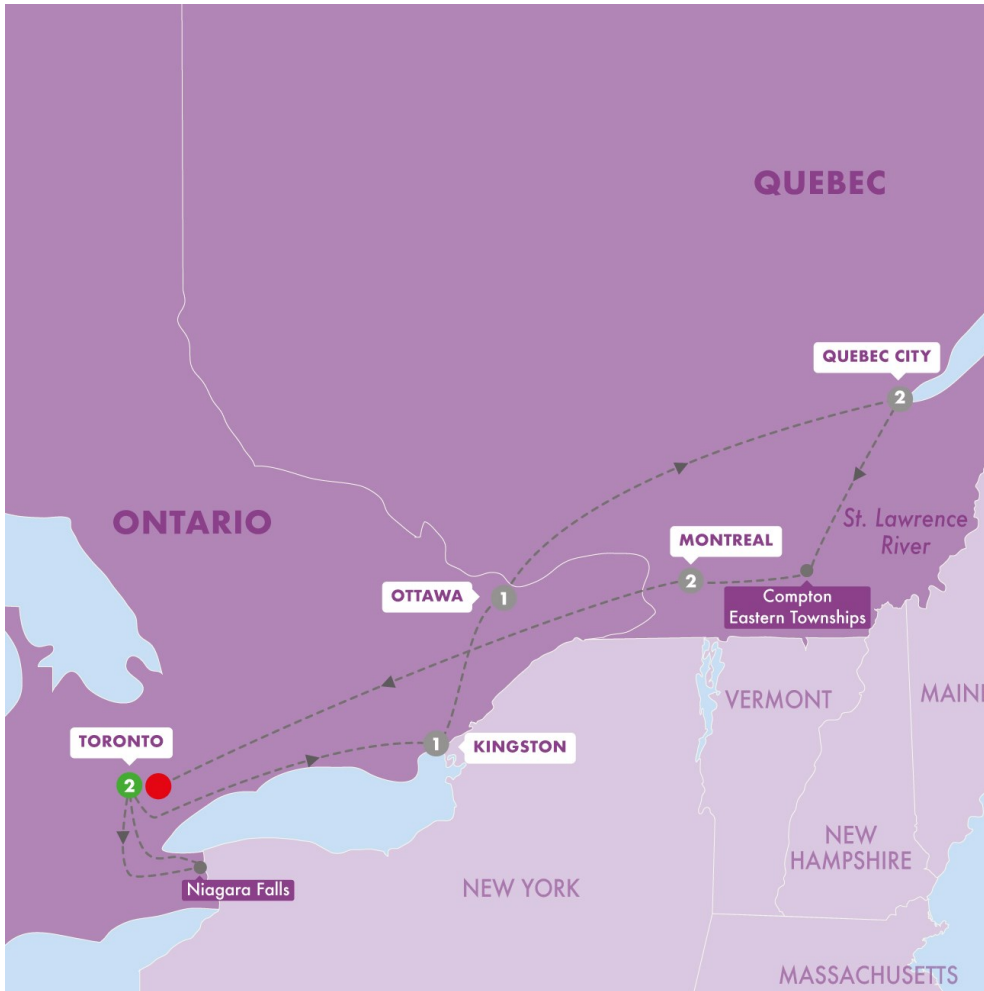 QUEBEC
QUEBEC CITY
2
ONTARIO
St. Lawrence
River
MONTREAL
2
OTTAWA
1
Compton
Eastern Townships
VERMONT
MAIN
TORONTO
2
1
KINGSTON
NEW
HAMPSHIRE
Niagara Falls
NEW YORK
MASSACHUSETTS